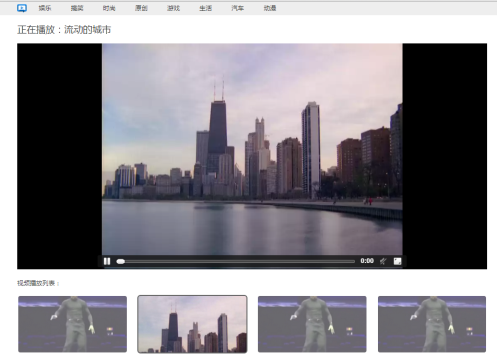 娱乐 搞笑 时尚 原创 游戏 生活 汽车 动漫
正在播放：流动的城市
0:00
视频播放列表：